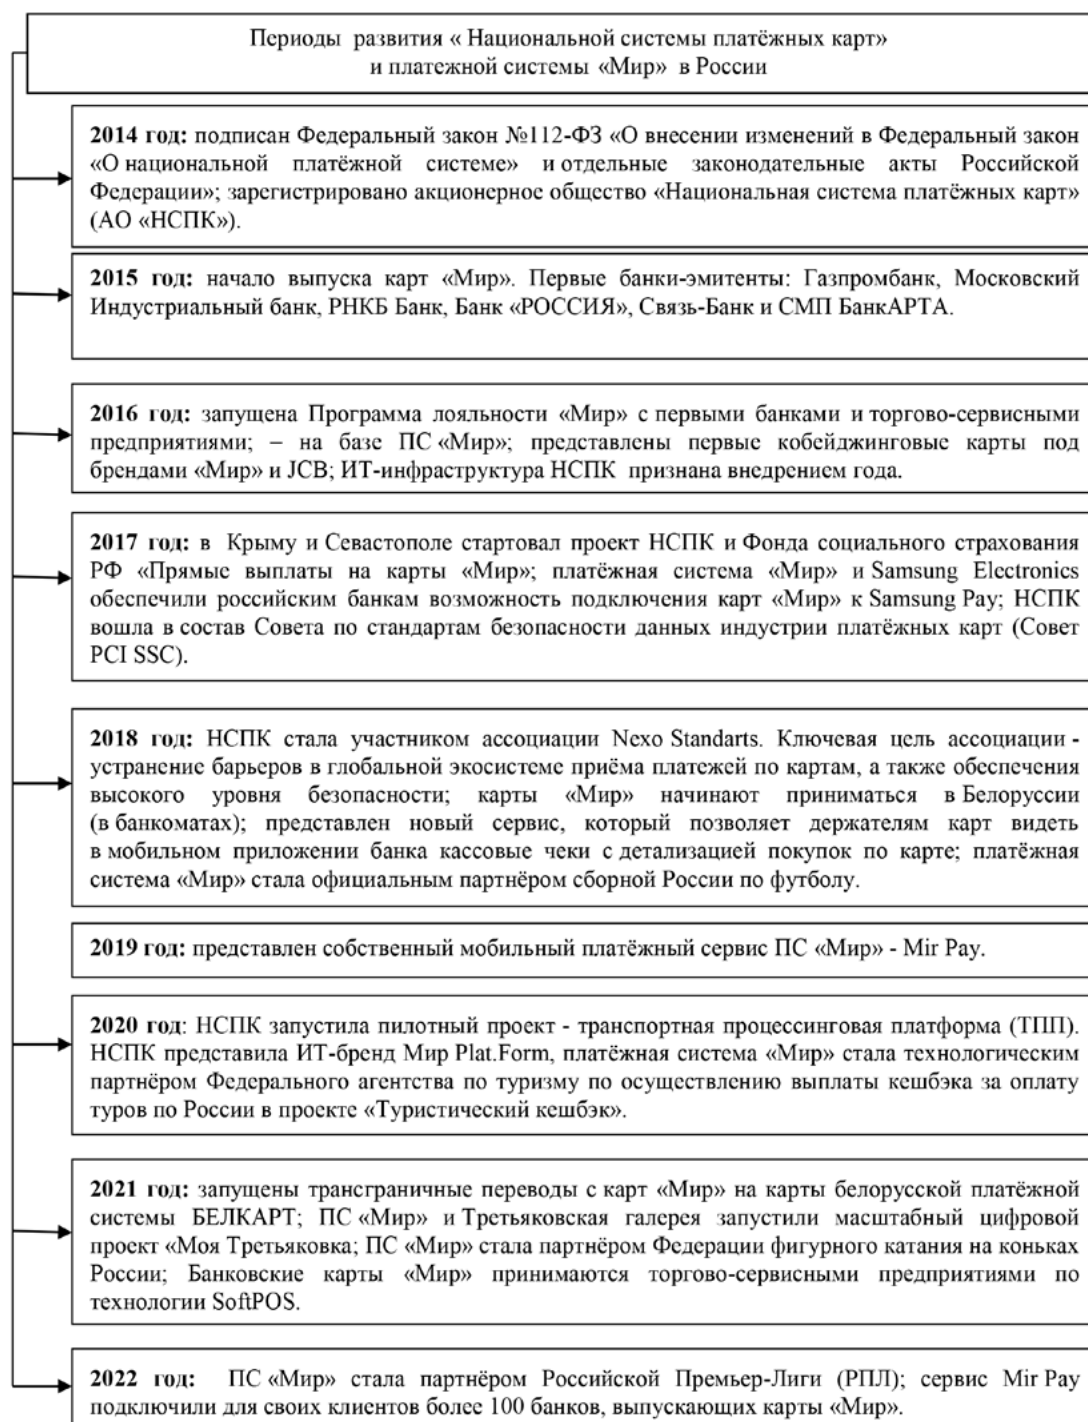 Периоды развития « Национальной системы платёжных карт»
и платежной системы «Мир» в России
2014 год: подписан Федеральный закон №112-ФЗ «О внесении изменений в Федеральный закон
«О национальной платёжной системе» и отдельные законодательные акты Российской
Федерации»; зарегистрировано акционерное общество «Национальная система платёжных карт»
(АО «НСПК»).
2015 год: начало выпуска карт «Мир». Первые банки-эмитенты: Газпромбанк, Московский
Индустриальный банк, РНКБ Банк, Банк «РОССИЯ», Связь-Банк и СМП БанкАРТА.
2016 год: запущена Программа лояльности «Мир» с первыми банками и торгово-сервисными
предприятиями; – на базе ПС «Мир»; представлены первые кобейджинговые карты под
брендами «Мир» и JCB; ИТ-инфраструктура НСПК признана внедрением года.
2017 год: в Крыму и Севастополе стартовал проект НСПК и Фонда социального страхования
РФ «Прямые выплаты на карты «Мир»; платёжная система «Мир» и Samsung Electronics
обеспечили российским банкам возможность подключения карт «Мир» к Samsung Pay; НСПК
вошла в состав Совета по стандартам безопасности данных индустрии платёжных карт (Совет
PCI SSC).
2018 год: НСПК стала участником ассоциации Nexo Standarts. Ключевая цель ассоциации -
устранение барьеров в глобальной экосистеме приёма платежей по картам, а также обеспечения
высокого уровня безопасности; карты «Мир» начинают приниматься в Белоруссии
(в банкоматах); представлен новый сервис, который позволяет держателям карт видеть
в мобильном приложении банка кассовые чеки с детализацией покупок по карте; платёжная
система «Мир» стала официальным партнёром сборной России по футболу.
2019 год: представлен собственный мобильный платёжный сервис ПС «Мир» - Mir Pay.
2020 год: НСПК запустила пилотный проект - транспортная процессинговая платформа (ТПП).
НСПК представила ИТ-бренд Мир Plat.Form, платёжная система «Мир» стала технологическим
партнёром Федерального агентства по туризму по осуществлению выплаты кешбэка за оплату
туров по России в проекте «Туристический кешбэк».
2021 год: запущены трансграничные переводы с карт «Мир» на карты белорусской платёжной
системы БЕЛКАРТ; ПС «Мир» и Третьяковская галерея запустили масштабный цифровой
проект «Моя Третьяковка; ПС «Мир» стала партнёром Федерации фигурного катания на коньках
России; Банковские карты «Мир» принимаются торгово-сервисными предприятиями по
технологии SoftPOS.
2022 год: ПС «Мир» стала партнёром Российской Премьер-Лиги (РПЛ); сервис Mir Pay
подключили для своих клиентов более 100 банков, выпускающих карты «Мир».